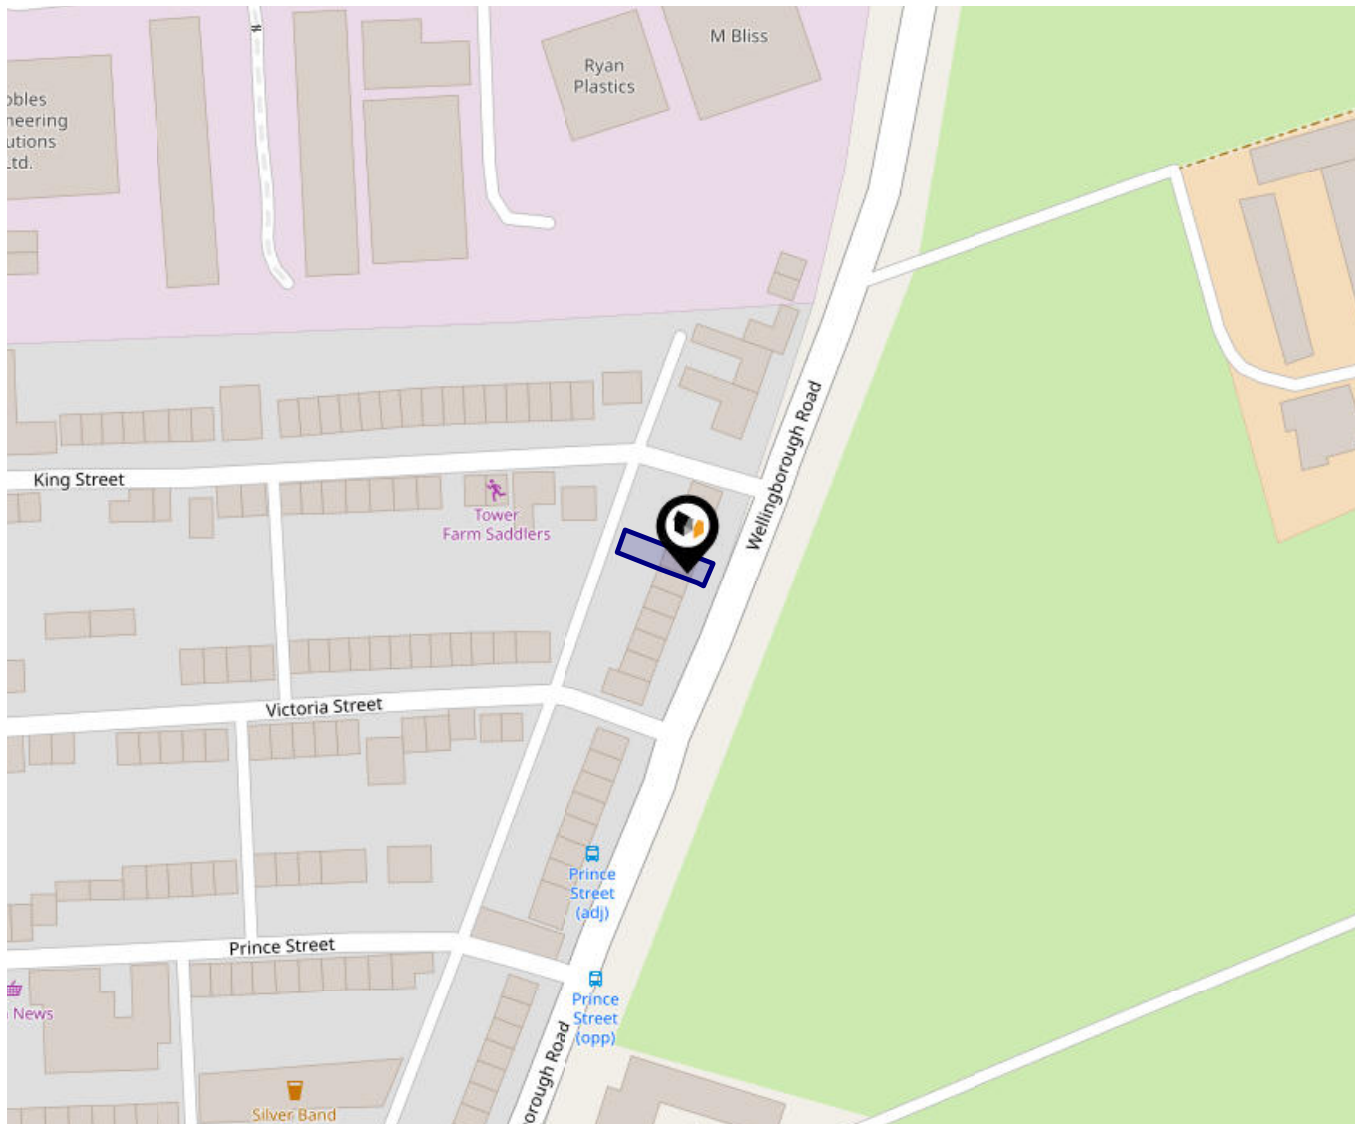 M Bliss
Ryan
Plastics
obles
neering
utions
Ltd.
King Street
Tower
Farm Saddlers
Wellingborough Road
Victoria Street
Prince
Street
(adj)
Prince Street
Prince
Street
(opp)
News
orough Road
Silver Band